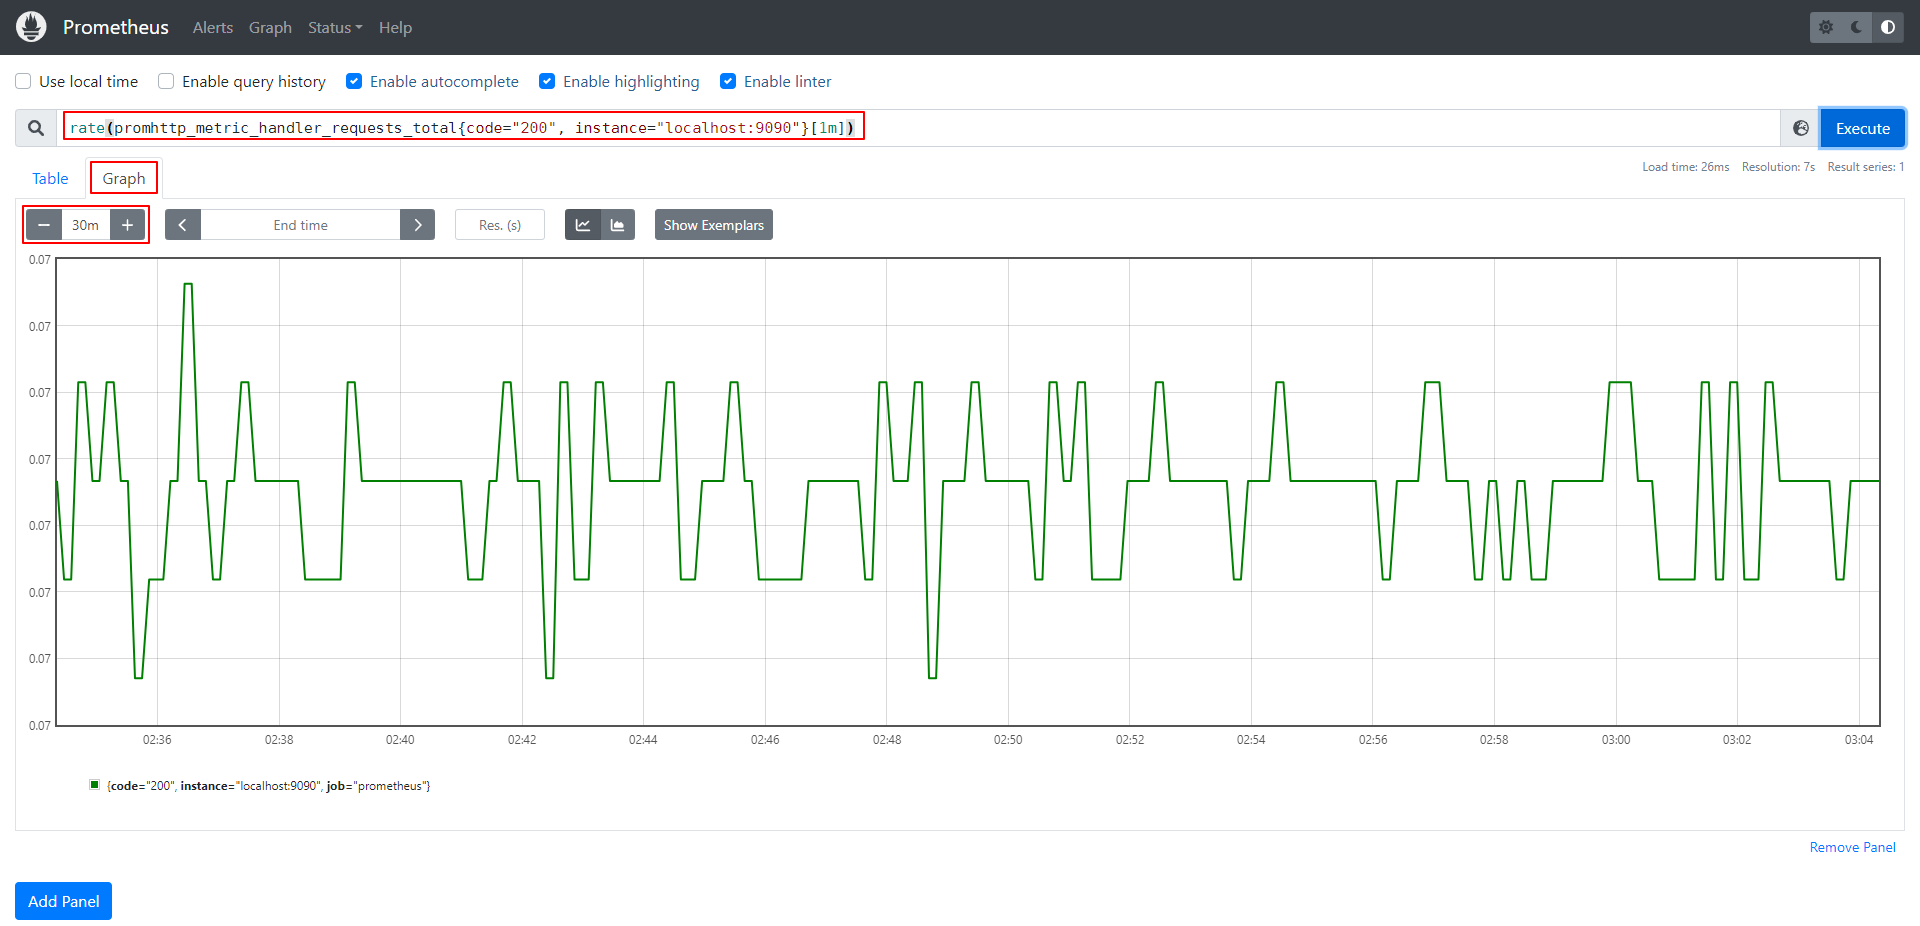 Prometheus Alerts Graph Status Help
Use local time Enable query history Enable autocomplete Enable highlighting Enable linter
rate(promhttp_metric_handler_requests_total{code="200", instance="localhost:9090"}[1m]) Execute
Load time: 26ms Resolution: 7s Result series: 1
Table Graph
30m End time Res. (s) Show Exemplars
0.07
0.07
0.07
0.07
0.07
0.07
0.07
0.07
02:36 02:38 02:40 02:42 02:44 02:46 02:48 02:50 02:52 02:54 02:56 02:58 03:00 03:02 03:04
{code="200", instance="localhost:9090", job="prometheus"}
Remove Panel
Add Panel